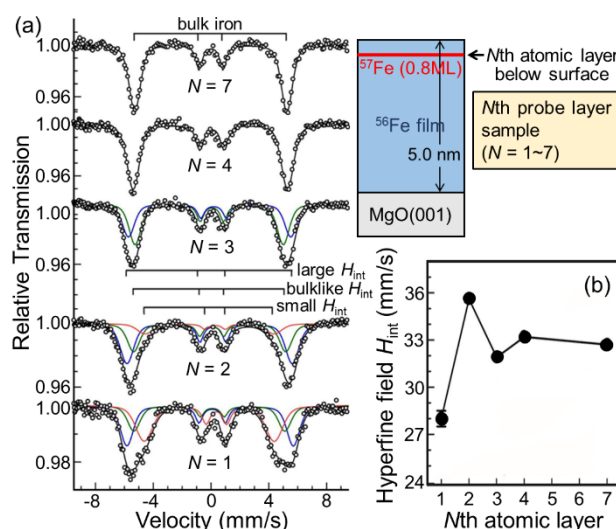 (a)
bulk iron
1.00
0.96
N = 7
1.00
0.96
N = 4
1.00
0.96
N = 3
large Hint
bulklike Hint
small Hint
1.00
0.96
N = 2
1.00
0.98
N = 1
Relative Transmission
-8 -4 0 4 8
Velocity (mm/s)
57Fe (0.8ML)
56Fe film
5.0 nm
MgO(001)
Nth atomic layer
below surface
Nth probe layer
sample
(N = 1~7)
(b)
Hyperfine field Hint (mm/s)
36
33
30
27
24
1 2 3 4 5 6 7
Nth atomic layer